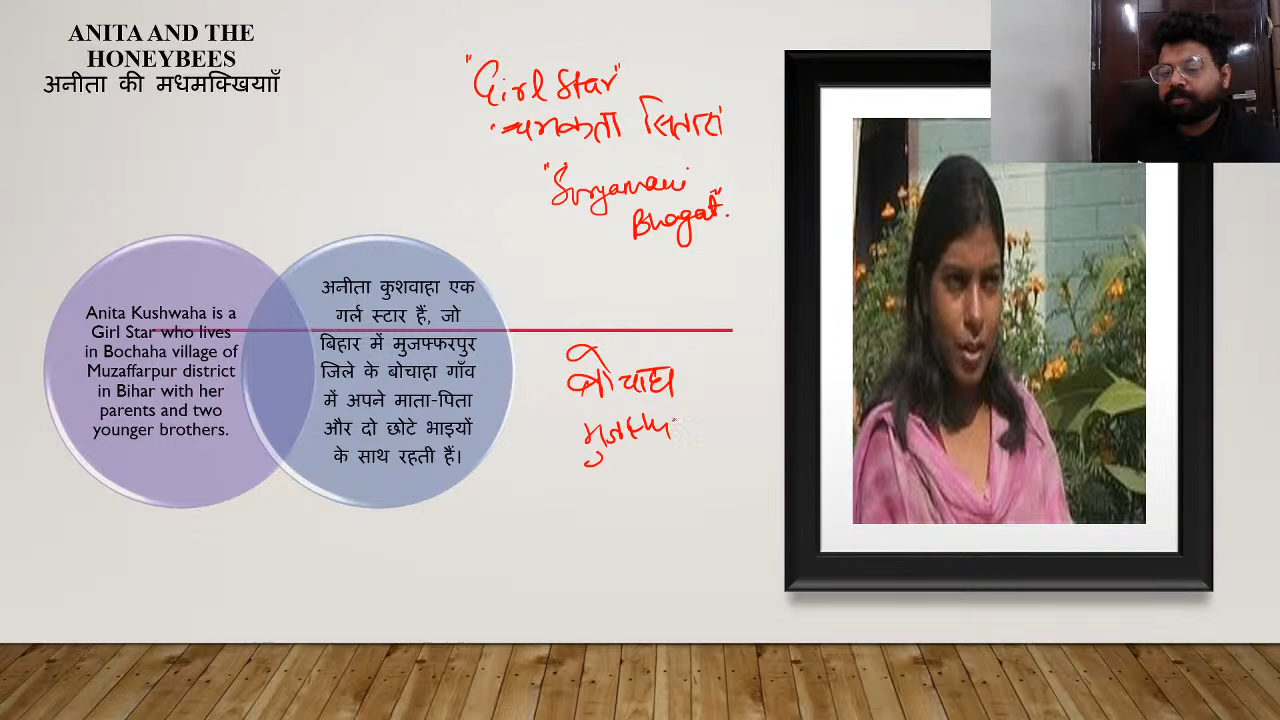 ANITA AND THE
HONEYBEES
अनीता की मधमक्खियाँ
"Girl Star"
चमकता सितारा
"Suryamani
Bhagat".
Anita Kushwaha is a
Girl Star who lives
in Bochaha village of
Muzaffarpur district
in Bihar with her
parents and two
younger brothers.
अनीता कुशवाहा एक
गर्ल स्टार हैं, जो
बिहार में मुजफ्फरपुर
जिले के बोचाहा गाँव
में अपने माता-पिता
और दो छोटे भाइयों
के साथ रहती हैं।
बोचाहा